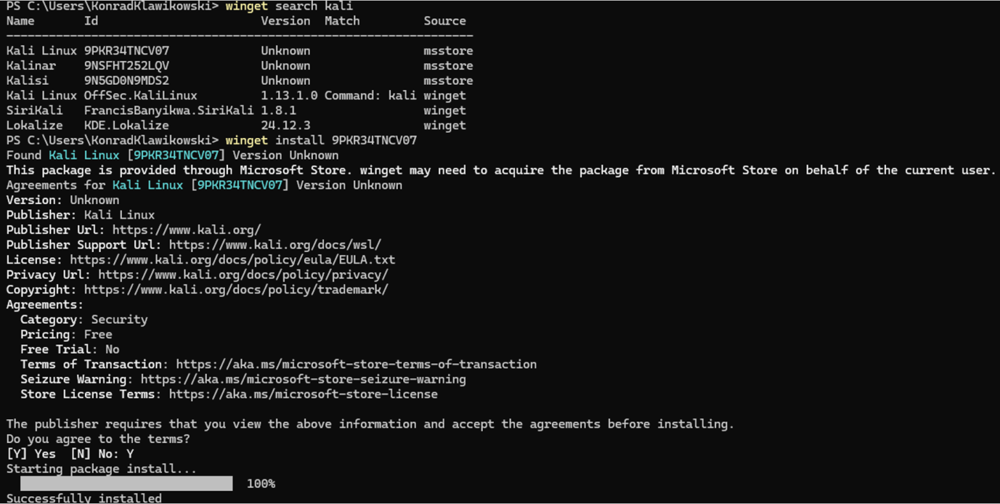 PS C:\Users\KonradKlawikowski> winget search kali
Name       Id                       Version  Match         Source
------------------------------------------------------------------
Kali Linux 9PKR34TNCV07             Unknown                msstore
Kalinar    9NSFHT252LQV             Unknown                msstore
Kalisi     9N5GD0N9MDS2             Unknown                msstore
Kali Linux OffSec.KaliLinux         1.13.1.0 Command: kali winget
SiriKali   FrancisBanyikwa.SiriKali 1.8.1                  winget
Lokalize   KDE.Lokalize             24.12.3                winget
PS C:\Users\KonradKlawikowski> winget install 9PKR34TNCV07
Found Kali Linux [9PKR34TNCV07] Version Unknown
This package is provided through Microsoft Store. winget may need to acquire the package from Microsoft Store on behalf of the current user.
Agreements for Kali Linux [9PKR34TNCV07] Version Unknown
Version: Unknown
Publisher: Kali Linux
Publisher Url: https://www.kali.org/
Publisher Support Url: https://www.kali.org/docs/wsl/
License: https://www.kali.org/docs/policy/eula/EULA.txt
Privacy Url: https://www.kali.org/docs/policy/privacy/
Copyright: https://www.kali.org/docs/policy/trademark/
Agreements:
  Category: Security
  Pricing: Free
  Free Trial: No
  Terms of Transaction: https://aka.ms/microsoft-store-terms-of-transaction
  Seizure Warning: https://aka.ms/microsoft-store-seizure-warning
  Store License Terms: https://aka.ms/microsoft-store-license

The publisher requires that you view the above information and accept the agreements before installing.
Do you agree to the terms?
[Y] Yes  [N] No: Y
Starting package install...
100%
Successfully installed